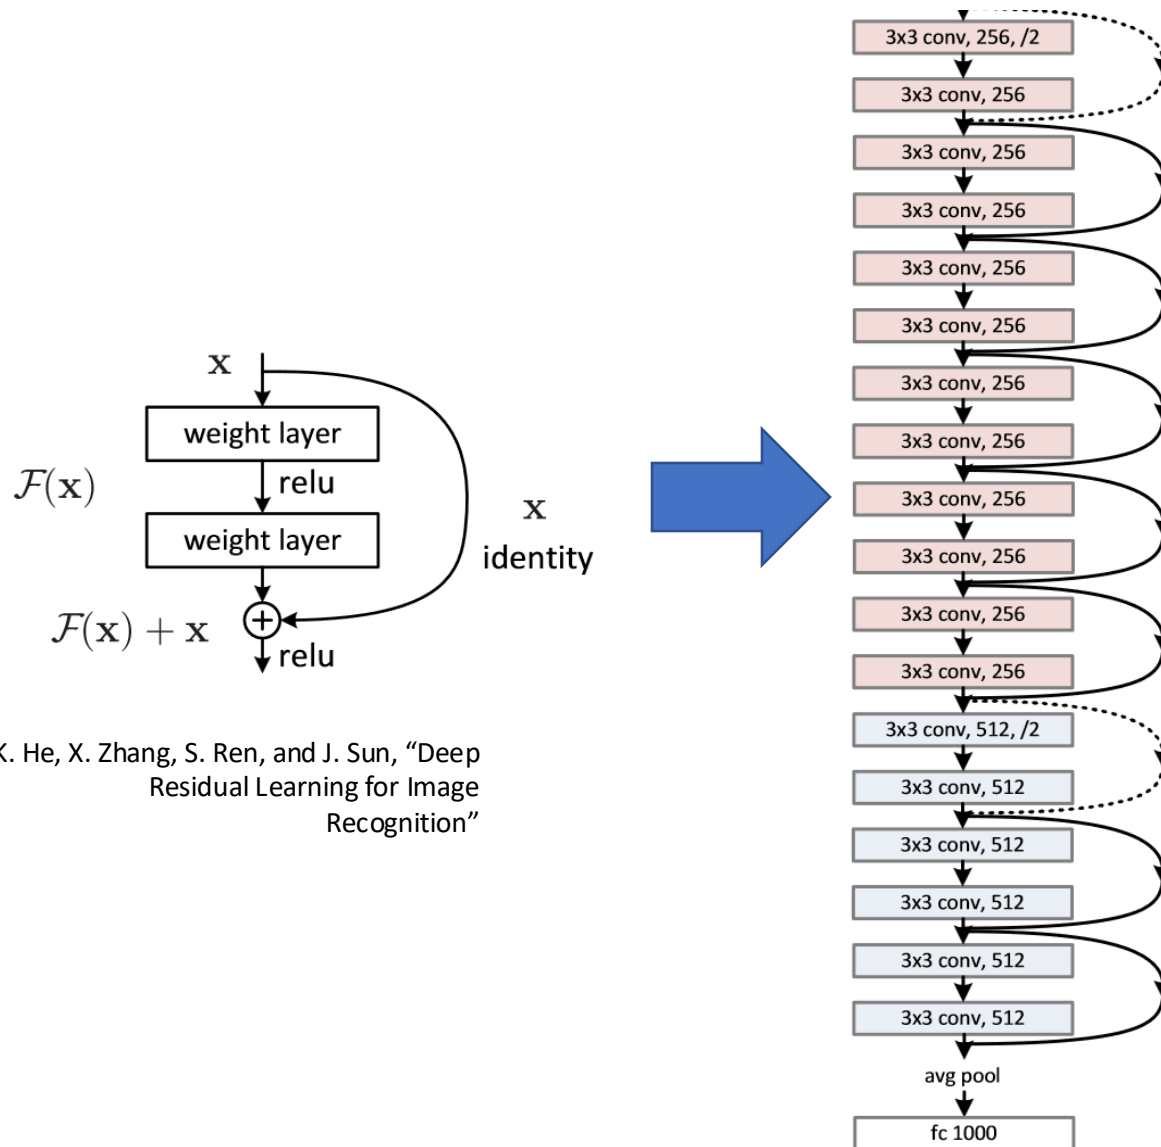 x
weight layer
F(x)
relu
weight layer
x
identity
F(x) + x
relu
K. He, X. Zhang, S. Ren, and J. Sun, “Deep
Residual Learning for Image
Recognition”
3x3 conv, 256, /2
3x3 conv, 256
3x3 conv, 256
3x3 conv, 256
3x3 conv, 256
3x3 conv, 256
3x3 conv, 256
3x3 conv, 256
3x3 conv, 256
3x3 conv, 256
3x3 conv, 256
3x3 conv, 256
3x3 conv, 512, /2
3x3 conv, 512
3x3 conv, 512
3x3 conv, 512
3x3 conv, 512
3x3 conv, 512
avg pool
fc 1000